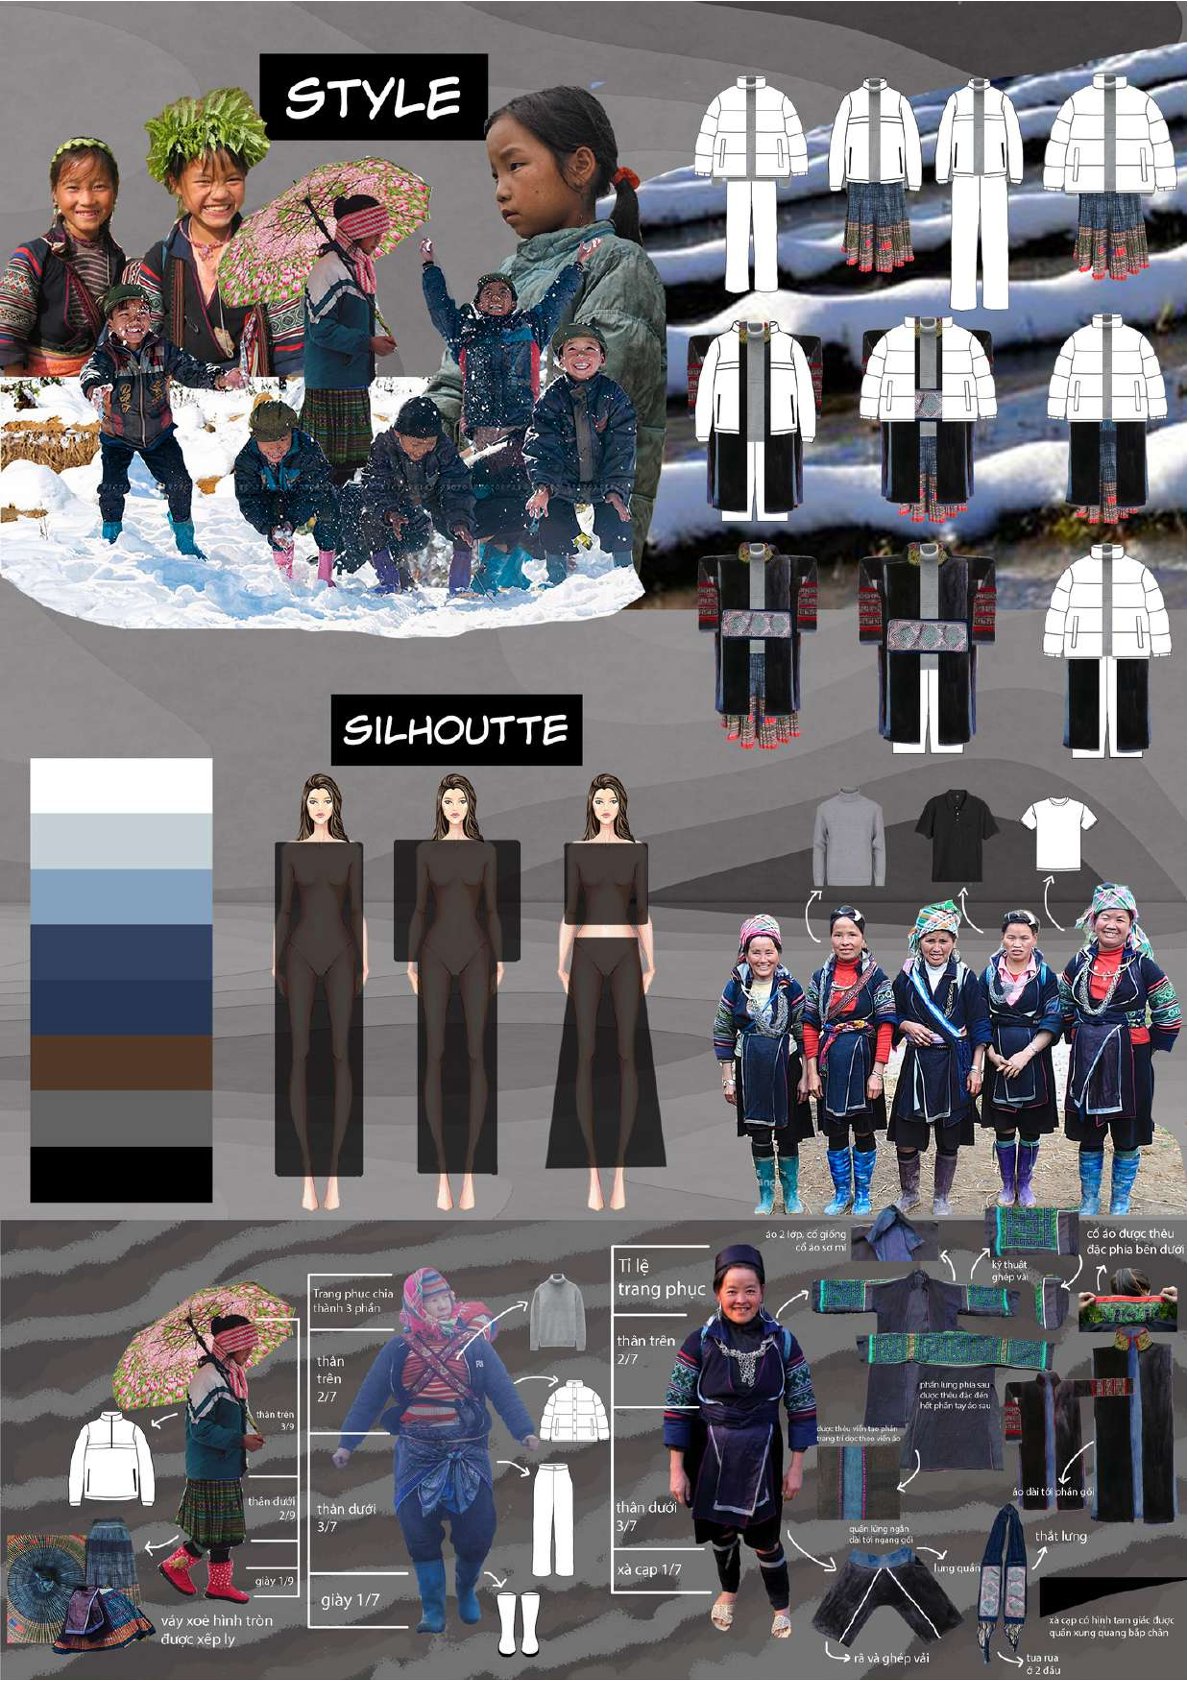 STYLE
SILHOUTTE
áo 2 lớp, cổ giống
cổ áo sơ mi
kỹ thuật
ghép vải
cổ áo được thêu
đặc phía bên dưới
Trang phục chia
thành 3 phần
thân
trên
2/7
thân dưới
3/7
giày 1/7
thân trên
3/9
thân dưới
2/9
giày 1/9
váy xoè hình tròn
được xếp ly
Tỉ lệ
trang phục
thân trên
2/7
thân dưới
3/7
xà cạp 1/7
phần lưng phía sau
được thêu đặc đến
hết phần tay áo sau
được thêu viền tạo phần
trang trí dọc theo viền áo
áo dài tới phần gối
quần lửng ngắn
dài tới ngang gối
lưng quần
thắt lưng
rã và ghép vải
tua rua
ở 2 đầu
xà cạp có hình tam giác được
quấn xung quang bắp chân